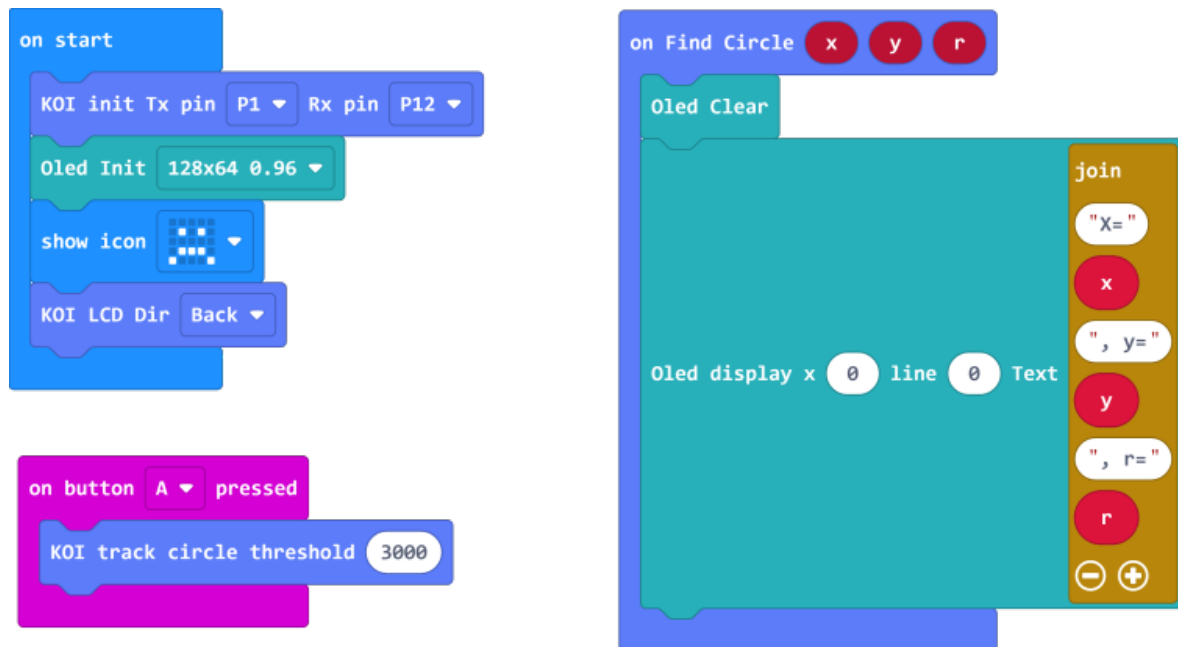 on start
KOI init Tx pin P1 Rx pin P12
Oled Init 128x64 0.96
show icon
KOI LCD Dir Back
on button A pressed
KOI track circle threshold 3000
on Find Circle x y r
Oled Clear
Oled display x 0 line 0 Text
join
"X="
x
", y="
y
", r="
r